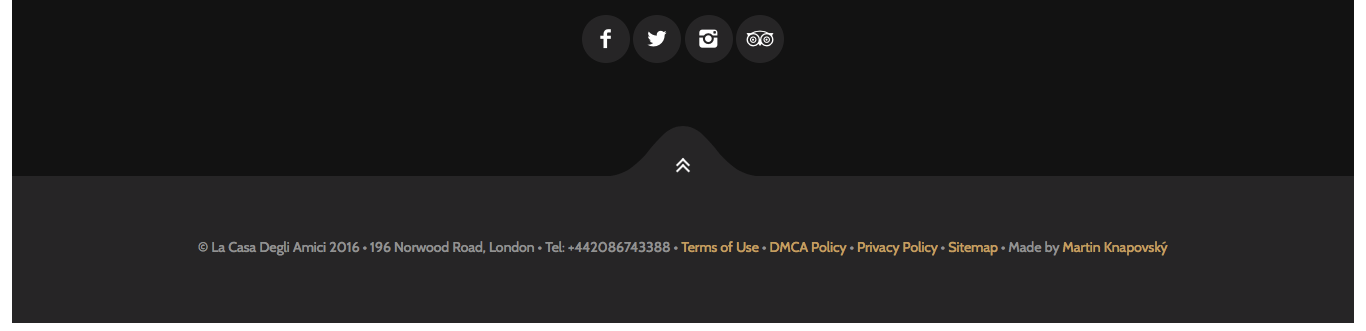 © La Casa Degli Amici 2016 • 196 Norwood Road, London • Tel: +442086743388 • Terms of Use • DMCA Policy • Privacy Policy • Sitemap • Made by Martin Knapovský